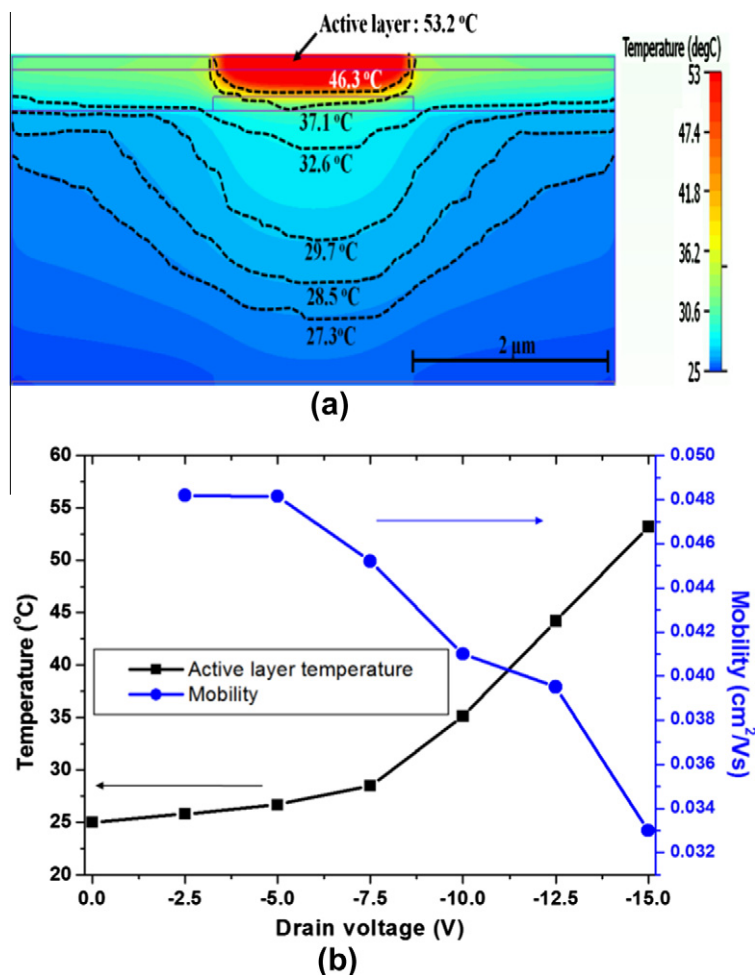 Active layer : 53.2 °C
Temperature (degC)
46.3 °C
37.1 °C
32.6 °C
29.7 °C
28.5 °C
27.3 °C
2 µm
53
47.4
41.8
36.2
30.6
25
(a)
60
55
50
45
40
35
30
25
20
Temperature (°C)
Active layer temperature
Mobility
0.050
0.048
0.046
0.044
0.042
0.040
0.038
0.036
0.034
0.032
Mobility (cm²/Vs)
0.0 -2.5 -5.0 -7.5 -10.0 -12.5 -15.0
Drain voltage (V)
(b)